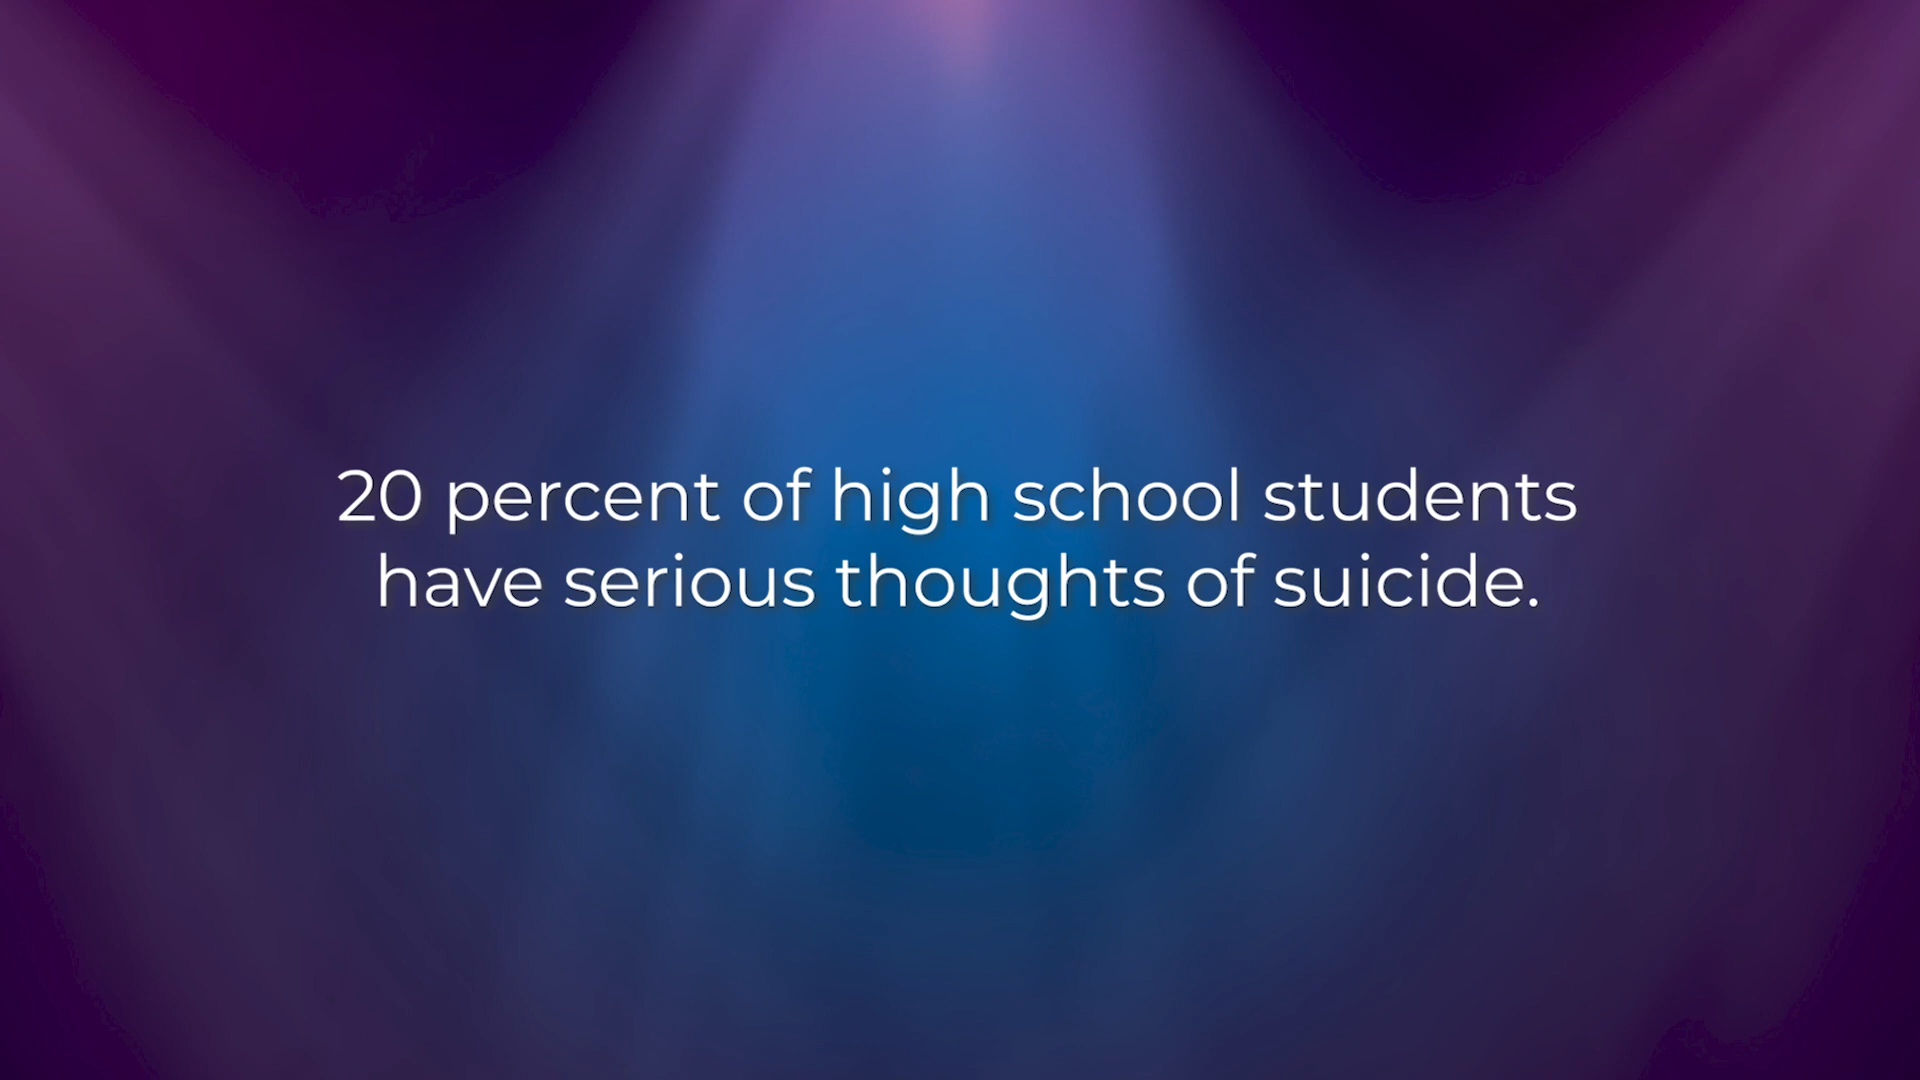 20 percent of high school students
have serious thoughts of suicide.